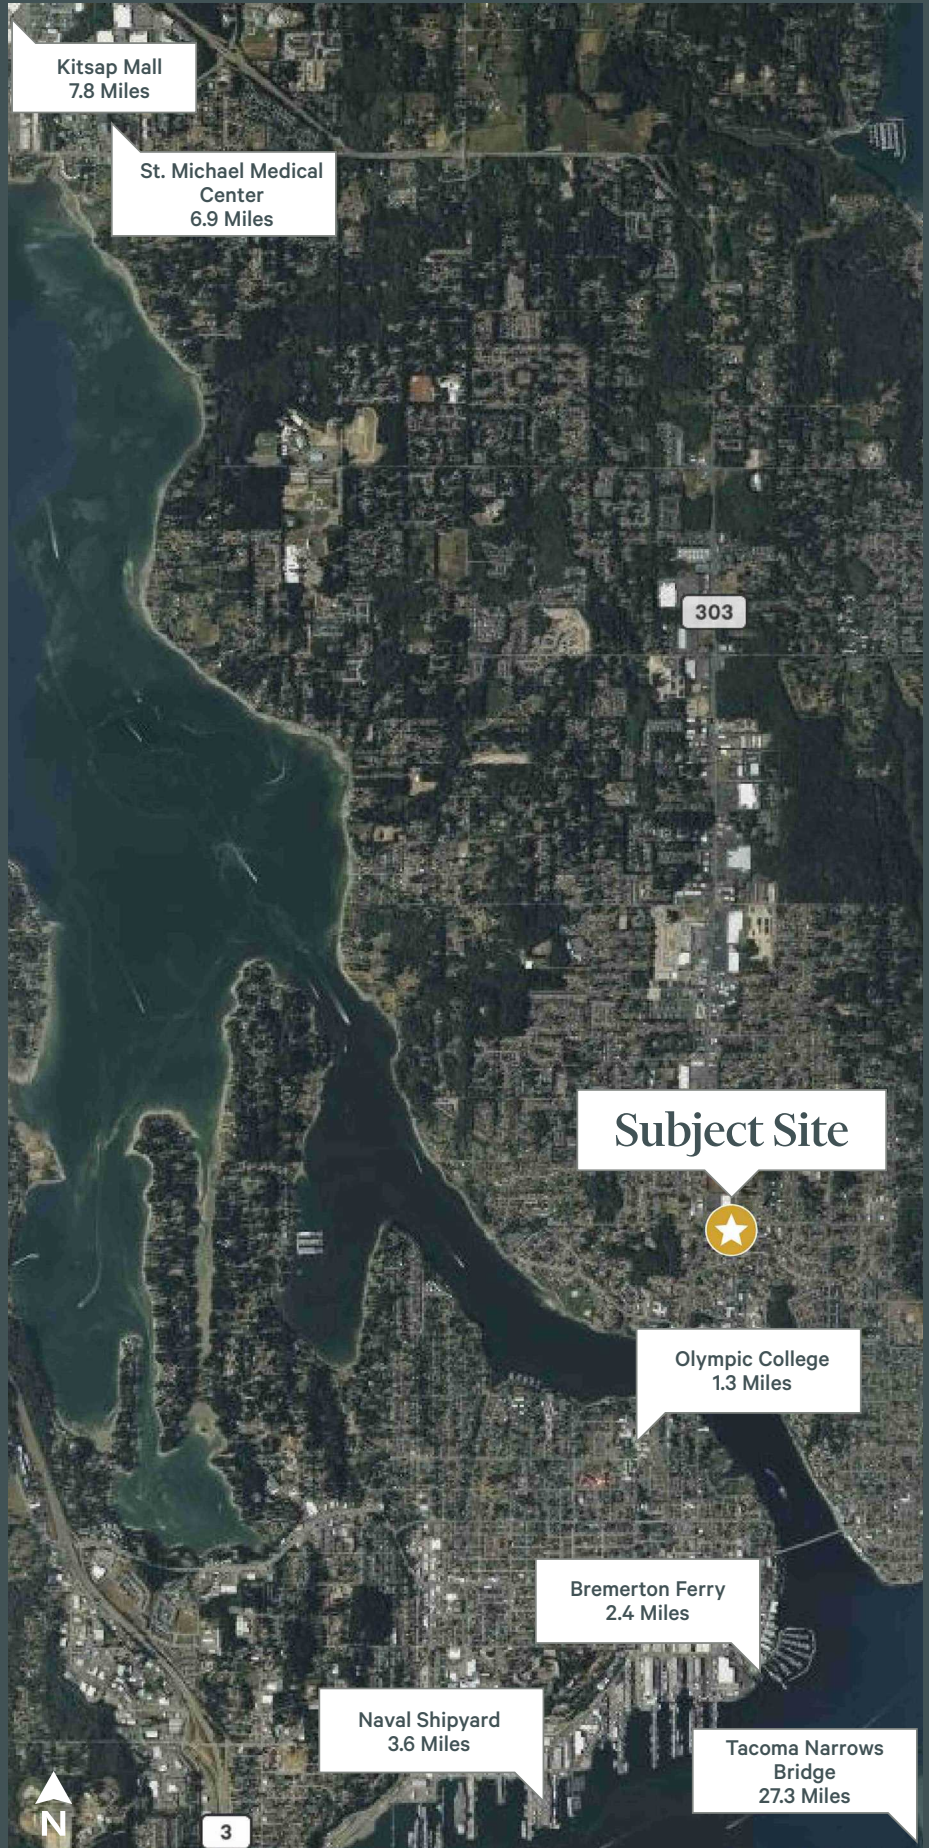 Kitsap Mall
7.8 Miles
St. Michael Medical
Center
6.9 Miles
303
Subject Site
Olympic College
1.3 Miles
Bremerton Ferry
2.4 Miles
Naval Shipyard
3.6 Miles
Tacoma Narrows
Bridge
27.3 Miles
N
3